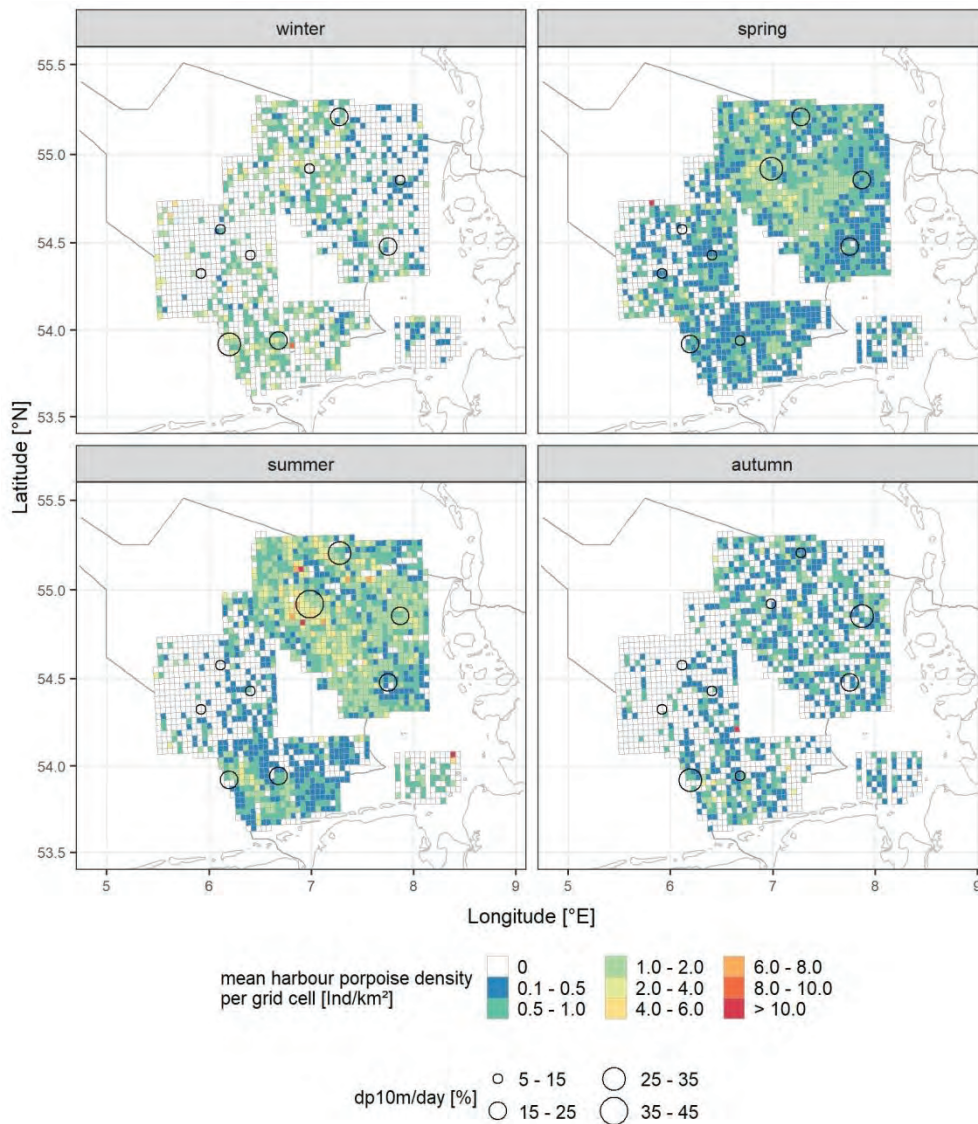 winter
spring
55.5
55.0
54.5
54.0
53.5
summer
autumn
55.5
55.0
54.5
54.0
53.5
5 6 7 8 9
5 6 7 8 9
Latitude [°N]
Longitude [°E]
mean harbour porpoise density
per grid cell [Ind/km²]
0
0.1 - 0.5
0.5 - 1.0
1.0 - 2.0
2.0 - 4.0
4.0 - 6.0
6.0 - 8.0
8.0 - 10.0
> 10.0
dp10m/day [%]
5 - 15
15 - 25
25 - 35
35 - 45